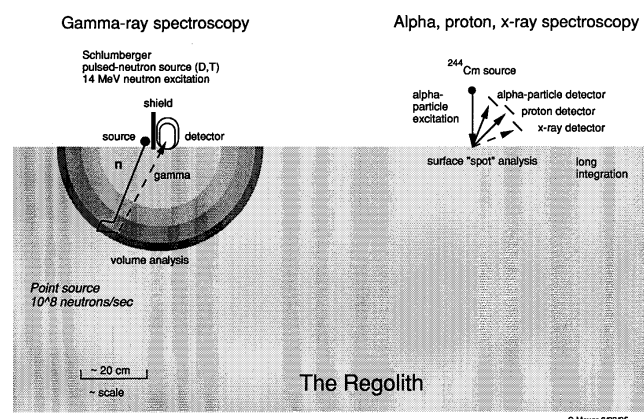 Gamma-ray spectroscopy
Schlumberger
pulsed-neutron source (D,T)
14 MeV neutron excitation
shield
source
detector
n
gamma
volume analysis
Point source
10^8 neutrons/sec
~ 20 cm
~ scale
Alpha, proton, x-ray spectroscopy
244Cm source
alpha-
particle
excitation
alpha-particle detector
proton detector
x-ray detector
surface "spot" analysis
long
integration
The Regolith